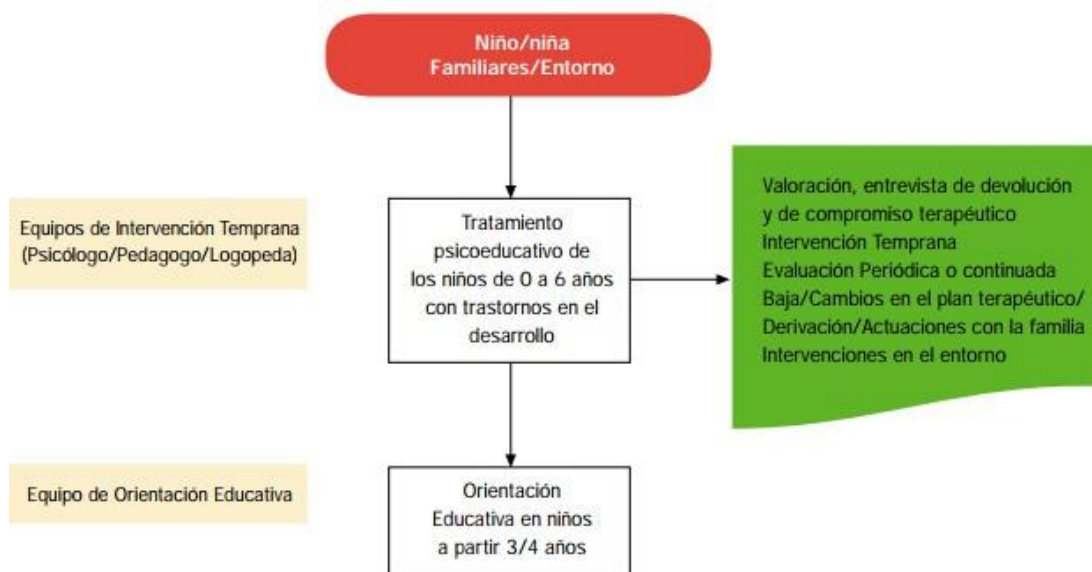 Niño/niña
Familiares/Entorno
Equipos de Intervención Temprana
(Psicólogo/Pedagogo/Logopeda)
Tratamiento
psicoeducativo de
los niños de 0 a 6 años
con trastornos en el
desarrollo
Valoración, entrevista de devolución
y de compromiso terapéutico
Intervención Temprana
Evaluación Periódica o continuada
Baja/Cambios en el plan terapéutico/
Derivación/Actuaciones con la familia
Intervenciones en el entorno
Equipo de Orientación Educativa
Orientación
Educativa en niños
a partir 3/4 años